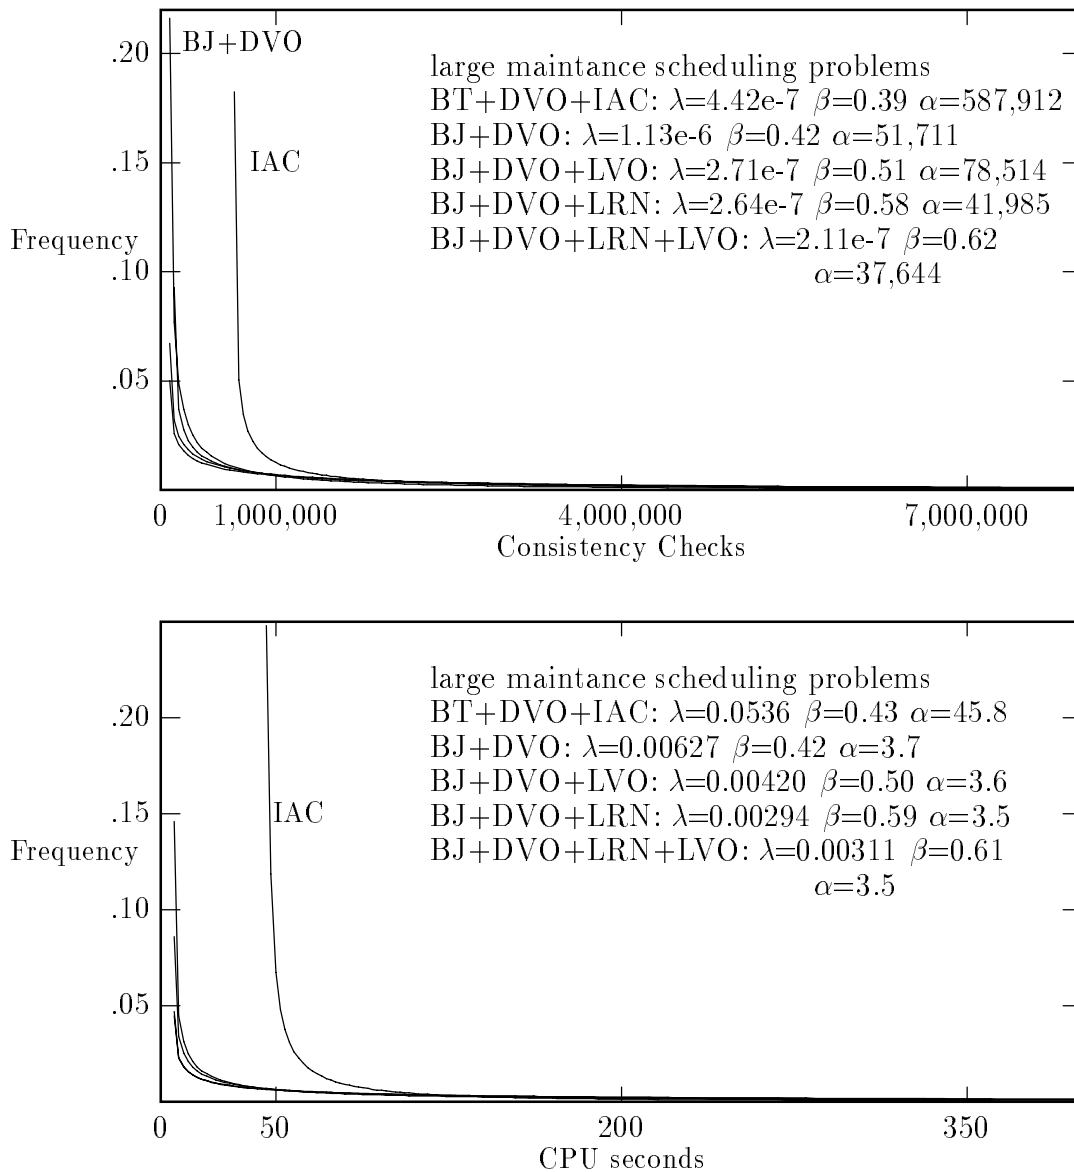 .20
BJ+DVO
large maintance scheduling problems
BT+DVO+IAC: λ=4.42e-7 β=0.39 α=587,912
BJ+DVO: λ=1.13e-6 β=0.42 α=51,711
.15
IAC
BJ+DVO+LVO: λ=2.71e-7 β=0.51 α=78,514
BJ+DVO+LRN: λ=2.64e-7 β=0.58 α=41,985
Frequency
BJ+DVO+LRN+LVO: λ=2.11e-7 β=0.62
α=37,644
.10
.05
0 1,000,000 4,000,000 7,000,000
Consistency Checks
large maintance scheduling problems
.20
BT+DVO+IAC: λ=0.0536 β=0.43 α=45.8
BJ+DVO: λ=0.00627 β=0.42 α=3.7
BJ+DVO+LVO: λ=0.00420 β=0.50 α=3.6
.15
IAC
BJ+DVO+LRN: λ=0.00294 β=0.59 α=3.5
Frequency
BJ+DVO+LRN+LVO: λ=0.00311 β=0.61
α=3.5
.10
.05
0 50 200 350
CPU seconds